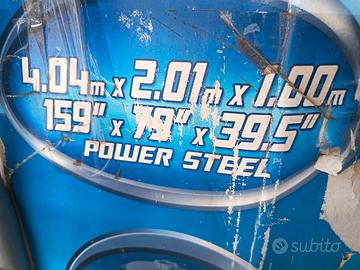 4.04m x 2.01m x 1.00m
159" x 79" x 39.5"
POWER STEEL
subito